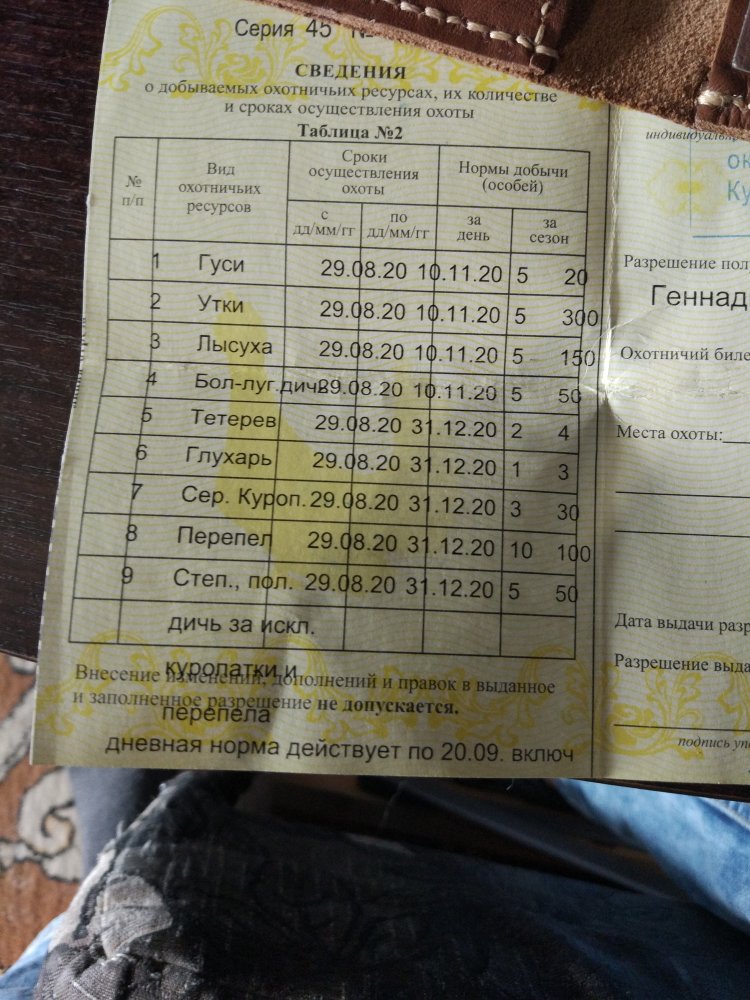 Серия 45 №
СВЕДЕНИЯ
о добываемых охотничьих ресурсах, их количестве
и сроках осуществления охоты
Таблица №2
№ п/п Вид охотничьих ресурсов Сроки осуществления охоты Нормы добычи (особей)
с дд/мм/гг по дд/мм/гг за день за сезон
1 Гуси 29.08.20 10.11.20 5 20
2 Утки 29.08.20 10.11.20 5 300
3 Лысуха 29.08.20 10.11.20 5 150
4 Бол-луг.дичь 29.08.20 10.11.20 5 50
5 Тетерев 29.08.20 31.12.20 2 4
6 Глухарь 29.08.20 31.12.20 1 3
7 Сер. Куроп. 29.08.20 31.12.20 3 30
8 Перепел 29.08.20 31.12.20 10 100
9 Степ., пол. 29.08.20 31.12.20 5 50
дичь за искл.
куропатки и
Внесение изменений, дополнений и правок в выданное
и заполненное разрешение не допускается.
перепела
дневная норма действует по 20.09. включ
ок
Ку
Разрешение пол
Геннад
Охотничий биле
Места охоты:
Дата выдачи разр
Разрешение выда
подпись уп